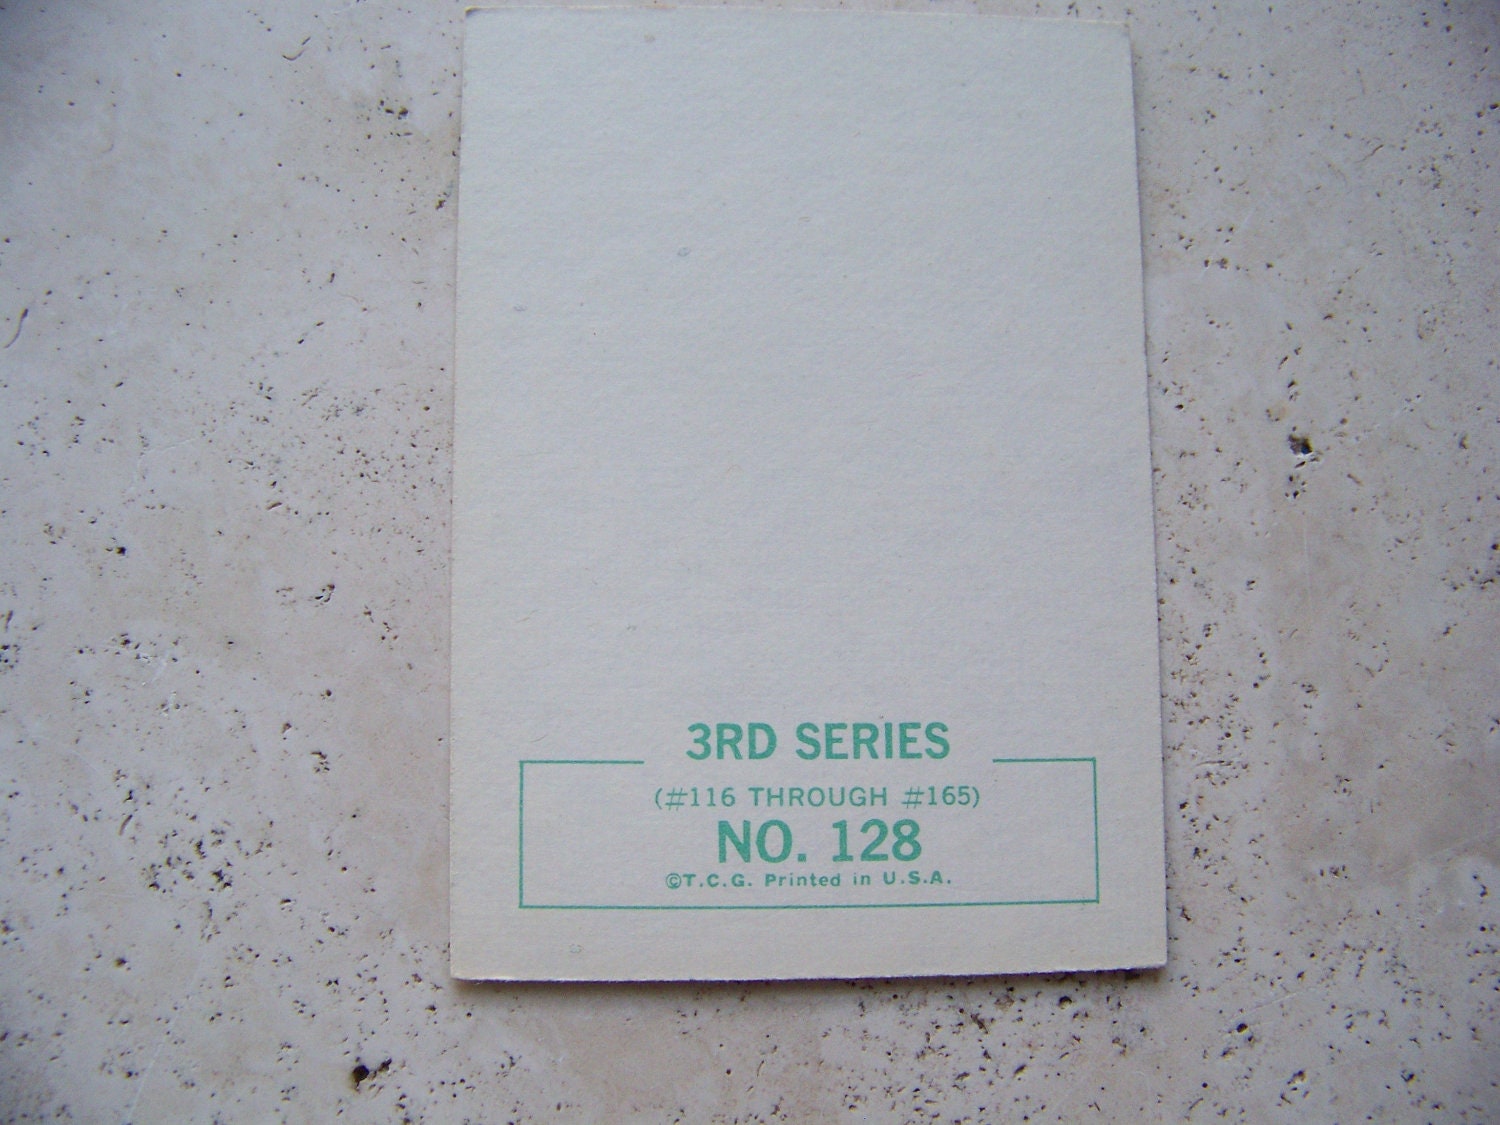 3RD SERIES
(#116 THROUGH #165)
NO. 128
©T.C.G. Printed in U.S.A.